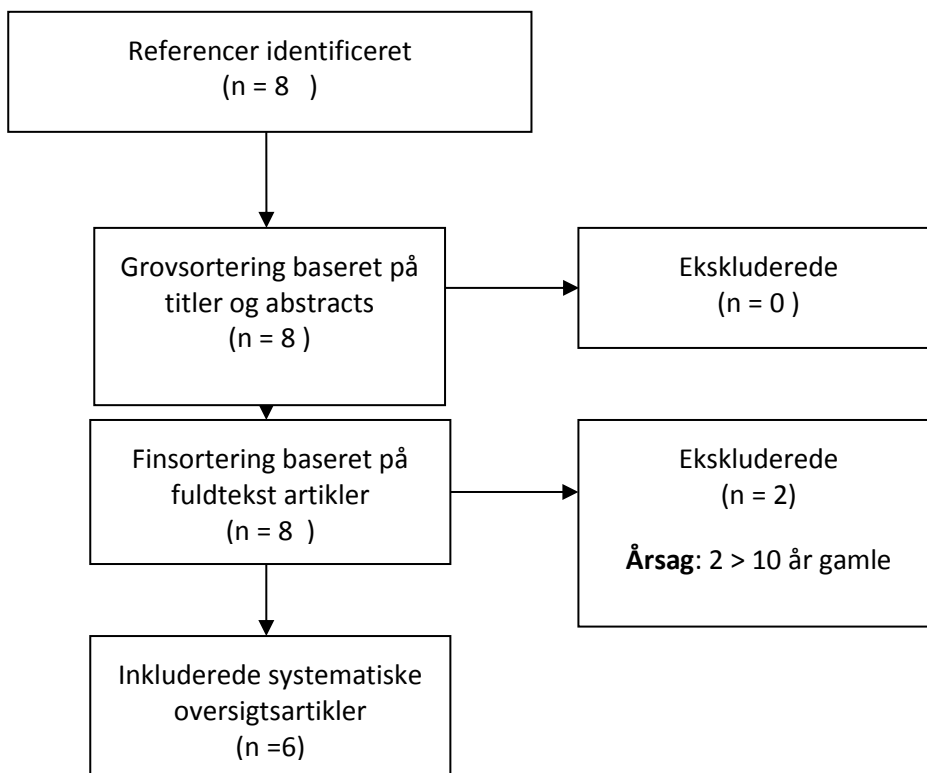 Referencer identificeret
(n = 8   )
Grovsortering baseret på
titler og abstracts
(n = 8 )
Ekskluderede
(n = 0 )
Finsortering baseret på
fuldtekst artikler
(n = 8  )
Ekskluderede
(n = 2)
Årsag: 2 > 10 år gamle
Inkluderede systematiske
oversigtsartikler
(n =6)